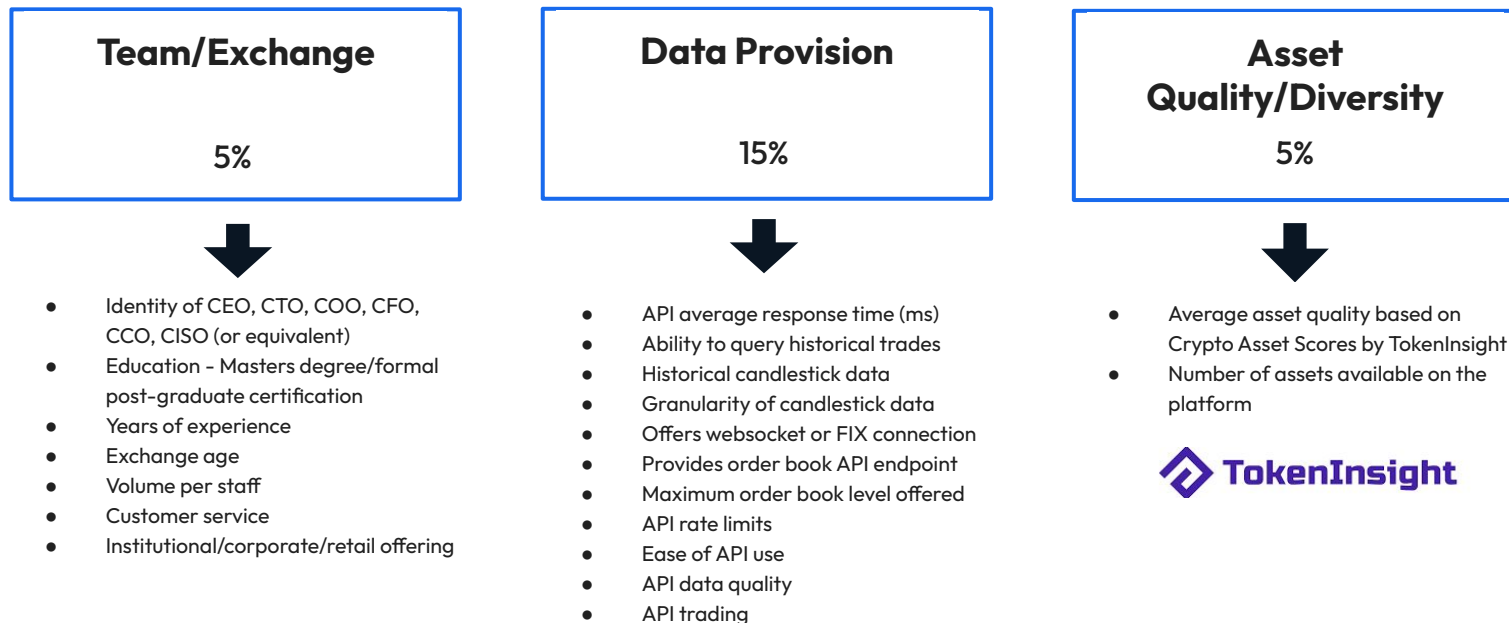 Team/Exchange
5%
● Identity of CEO, CTO, COO, CFO,
CCO, CISO (or equivalent)
● Education - Masters degree/formal
post-graduate certification
● Years of experience
● Exchange age
● Volume per staff
● Customer service
● Institutional/corporate/retail offering
Data Provision
15%
● API average response time (ms)
● Ability to query historical trades
● Historical candlestick data
● Granularity of candlestick data
● Offers websocket or FIX connection
● Provides order book API endpoint
● Maximum order book level offered
● API rate limits
● Ease of API use
● API data quality
● API trading
Asset
Quality/Diversity
5%
● Average asset quality based on
Crypto Asset Scores by TokenInsight
● Number of assets available on the
platform
TokenInsight